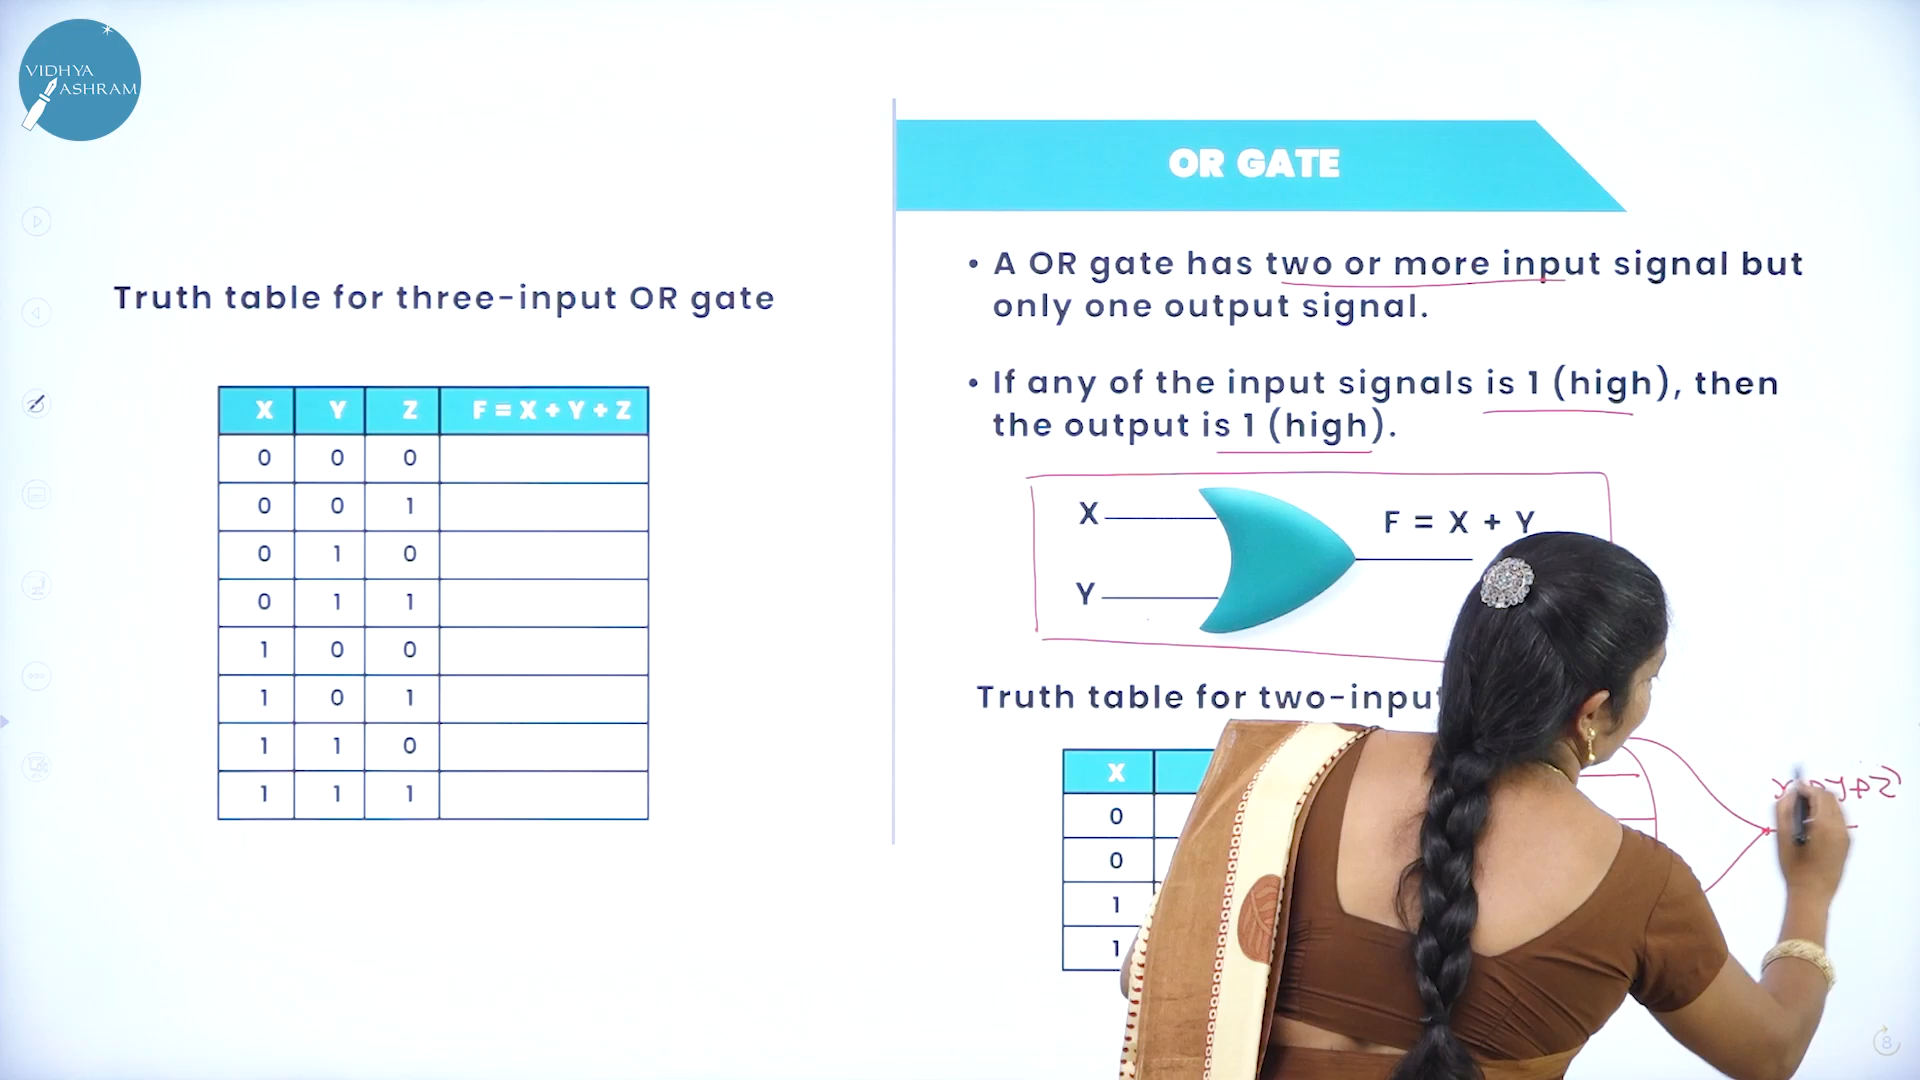 VIDHYA
ASHRAM
Truth table for three-input OR gate
X Y Z F = X + Y + Z
0 0 0
0 0 1
0 1 0
0 1 1
1 0 0
1 0 1
1 1 0
1 1 1
OR GATE
• A OR gate has two or more input signal but
only one output signal.
• If any of the input signals is 1 (high), then
the output is 1 (high).
X
F = X + Y
Y
Truth table for two-input
X
0
0
1
1
8